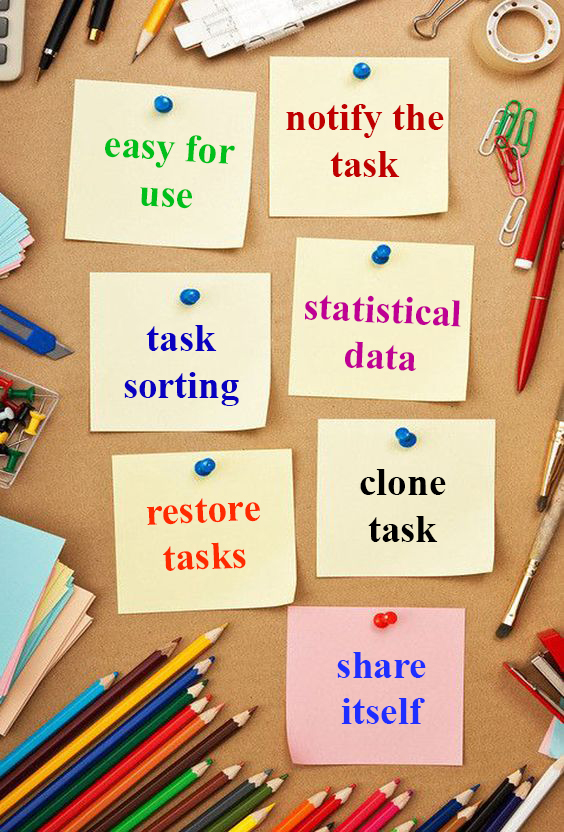 easy for
use
notify the
task
task
sorting
statistical
data
restore
tasks
clone
task
share
itself